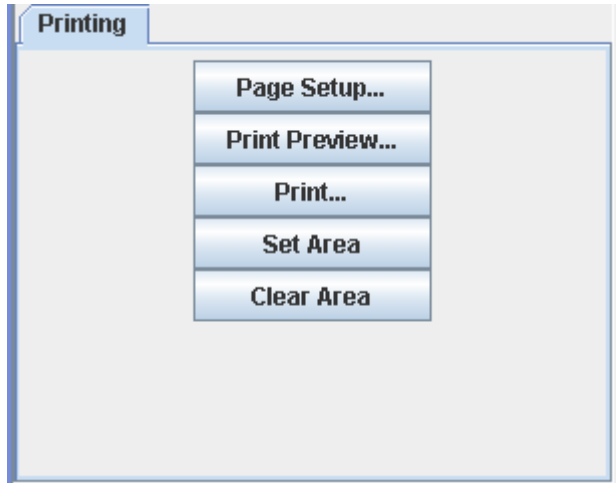 Printing
Page Setup...
Print Preview...
Print...
Set Area
Clear Area